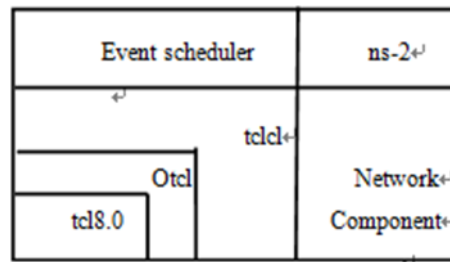 Event scheduler ns-2
tclcl
Otcl Network
tcl8.0 Component